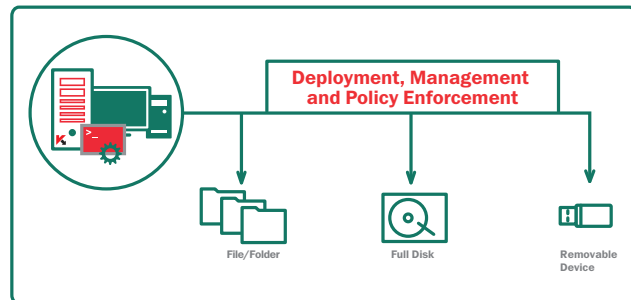 Deployment, Management
and Policy Enforcement
>_
File/Folder
Full Disk
Removable
Device